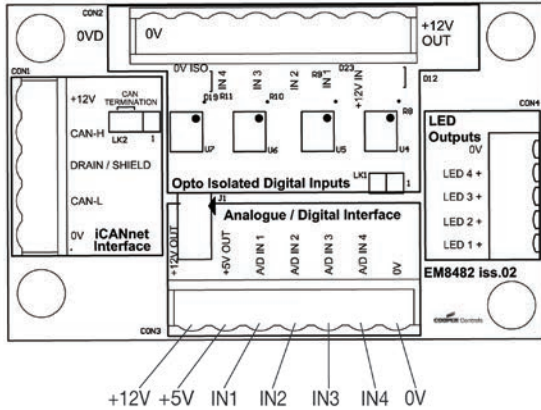 CON2
0VD
0V
+12V
OUT
0V ISO
IN 4
IN 3
IN 2
IN 1
+12V IN
D19
R11
R10
R9
D23
R8
D12
CON1
+12V
CAN
TERMINATION
LK2
1
CAN-H
DRAIN / SHIELD
CAN-L
0V
iCANnet
Interface
U7
U6
U5
U4
LK1
1
Opto Isolated Digital Inputs
CON4
LED
Outputs
0V
LED 4 +
LED 3 +
LED 2 +
LED 1 +
J1
Analogue / Digital Interface
+12V OUT
+5V OUT
A/D IN 1
A/D IN 2
A/D IN 3
A/D IN 4
0V
EM8482 iss.02
CON3
COOPER Controls
+12V +5V IN1 IN2 IN3 IN4 0V